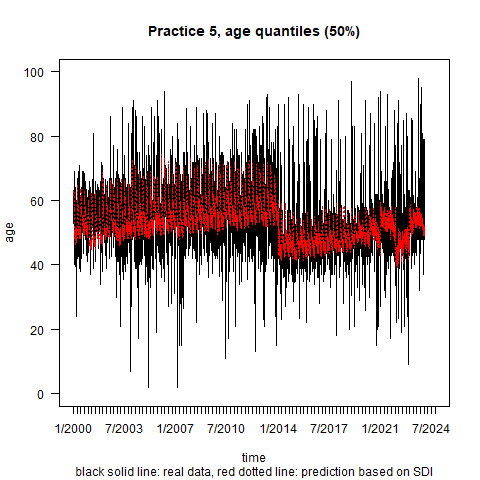 Practice 5, age quantiles (50%)
100
80
60
40
20
0
age
1/2000 7/2003 1/2007 7/2010 1/2014 7/2017 1/2021 7/2024
time
black solid line: real data, red dotted line: prediction based on SDI